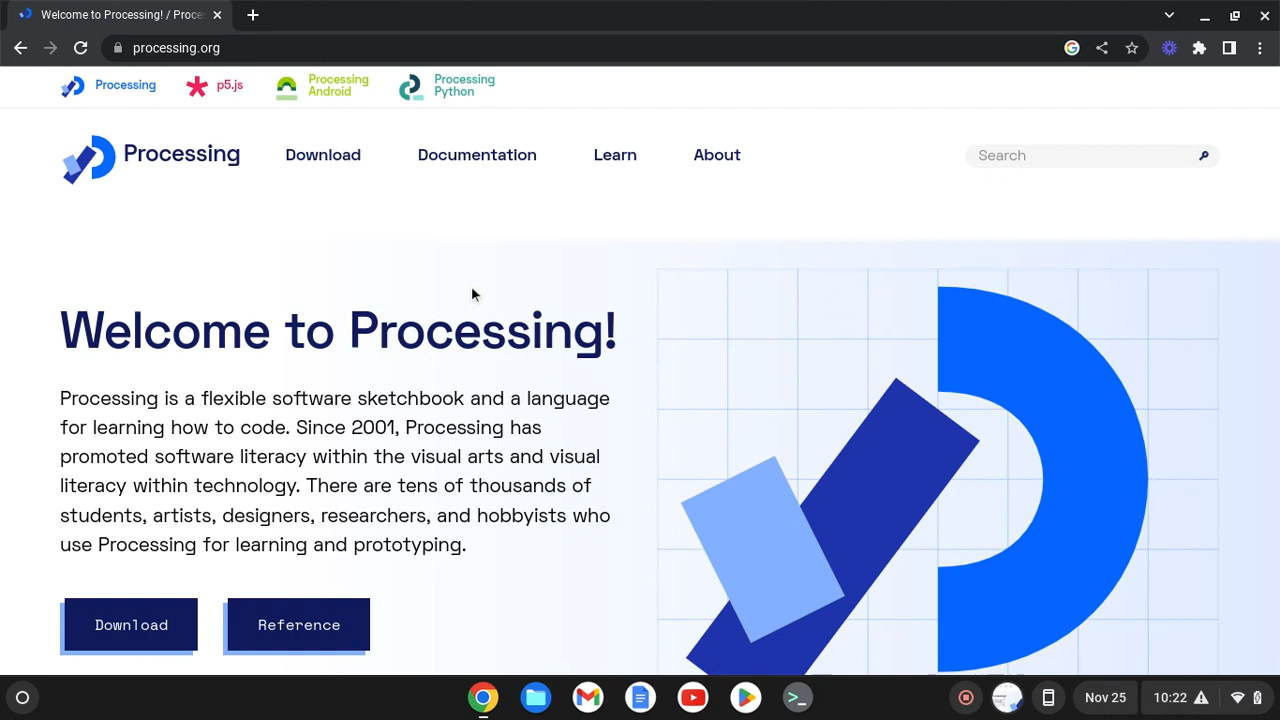 Welcome to Processing! / Proce
processing.org
Processing
p5.js
Processing
Android
Processing
Python
Processing
Download
Documentation
Learn
About
Search
Welcome to Processing!
Processing is a flexible software sketchbook and a language
for learning how to code. Since 2001, Processing has
promoted software literacy within the visual arts and visual
literacy within technology. There are tens of thousands of
students, artists, designers, researchers, and hobbyists who
use Processing for learning and prototyping.
Download
Reference
Nov 25
10:22